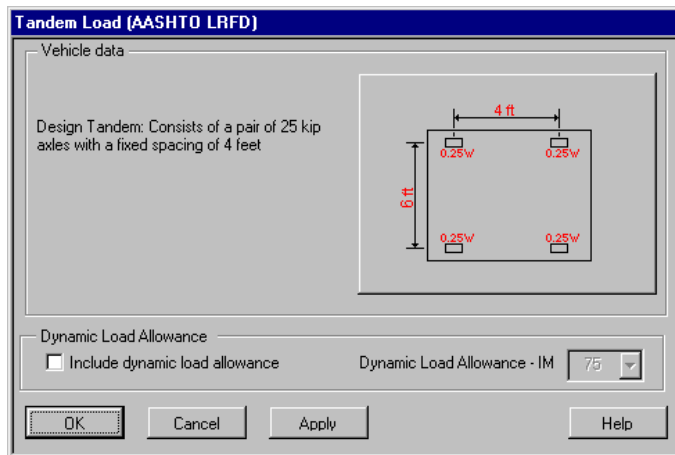 Tandem Load (AASHTO LRFD)
Vehicle data
Design Tandem: Consists of a pair of 25 kip
axles with a fixed spacing of 4 feet
4 ft
0.25W 0.25W
6 ft
0.25W 0.25W
Dynamic Load Allowance
Include dynamic load allowance Dynamic Load Allowance - IM 75
OK Cancel Apply Help